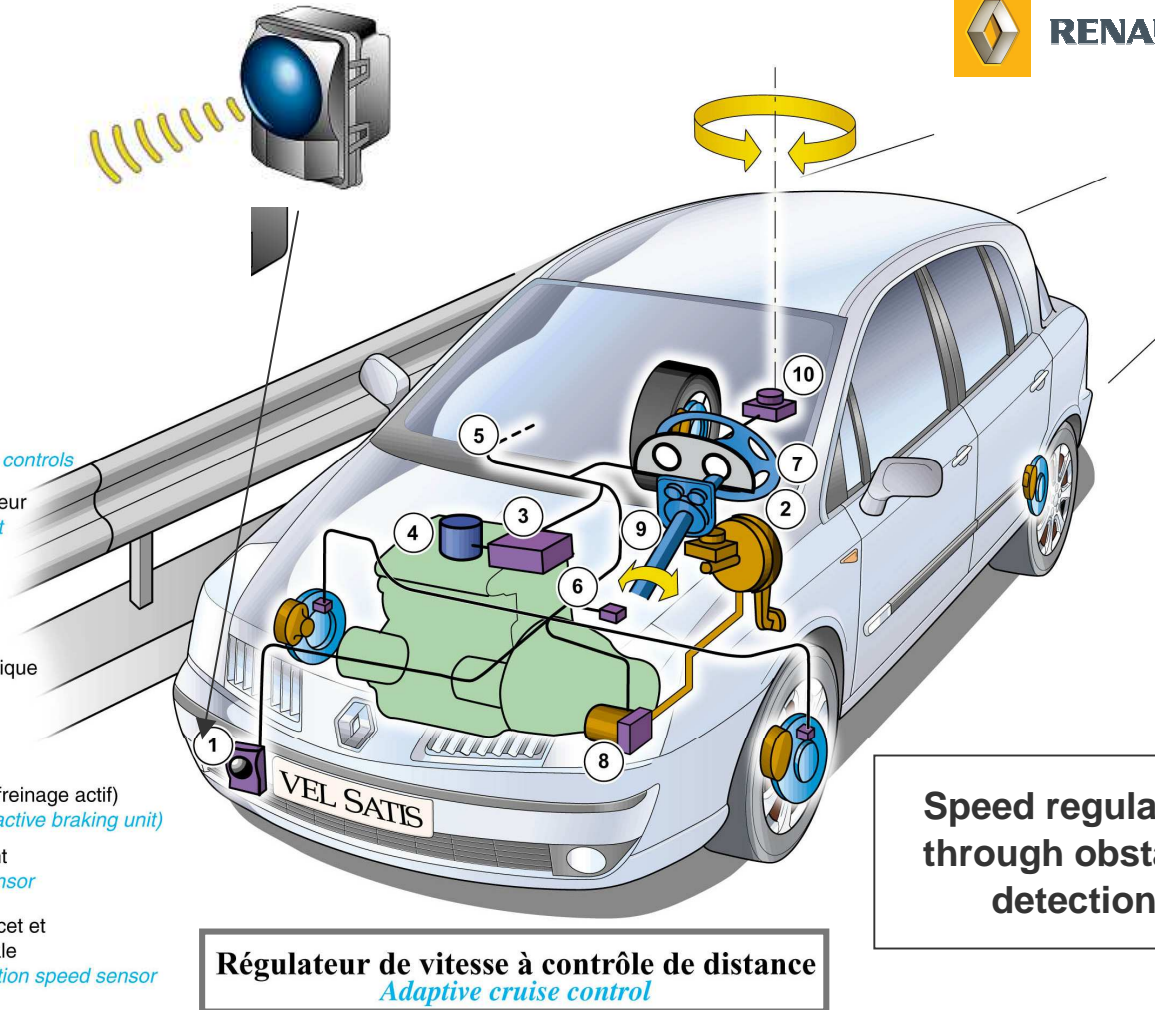 RENAU
controls
eur
t
ique
freinage actif)
active braking unit)
nt
nsor
cet et
le
tion speed sensor
10
5
7
2
3
4
9
6
1
8
VEL SATIS
Speed regula
through obsta
detection
Régulateur de vitesse à contrôle de distance
Adaptive cruise control